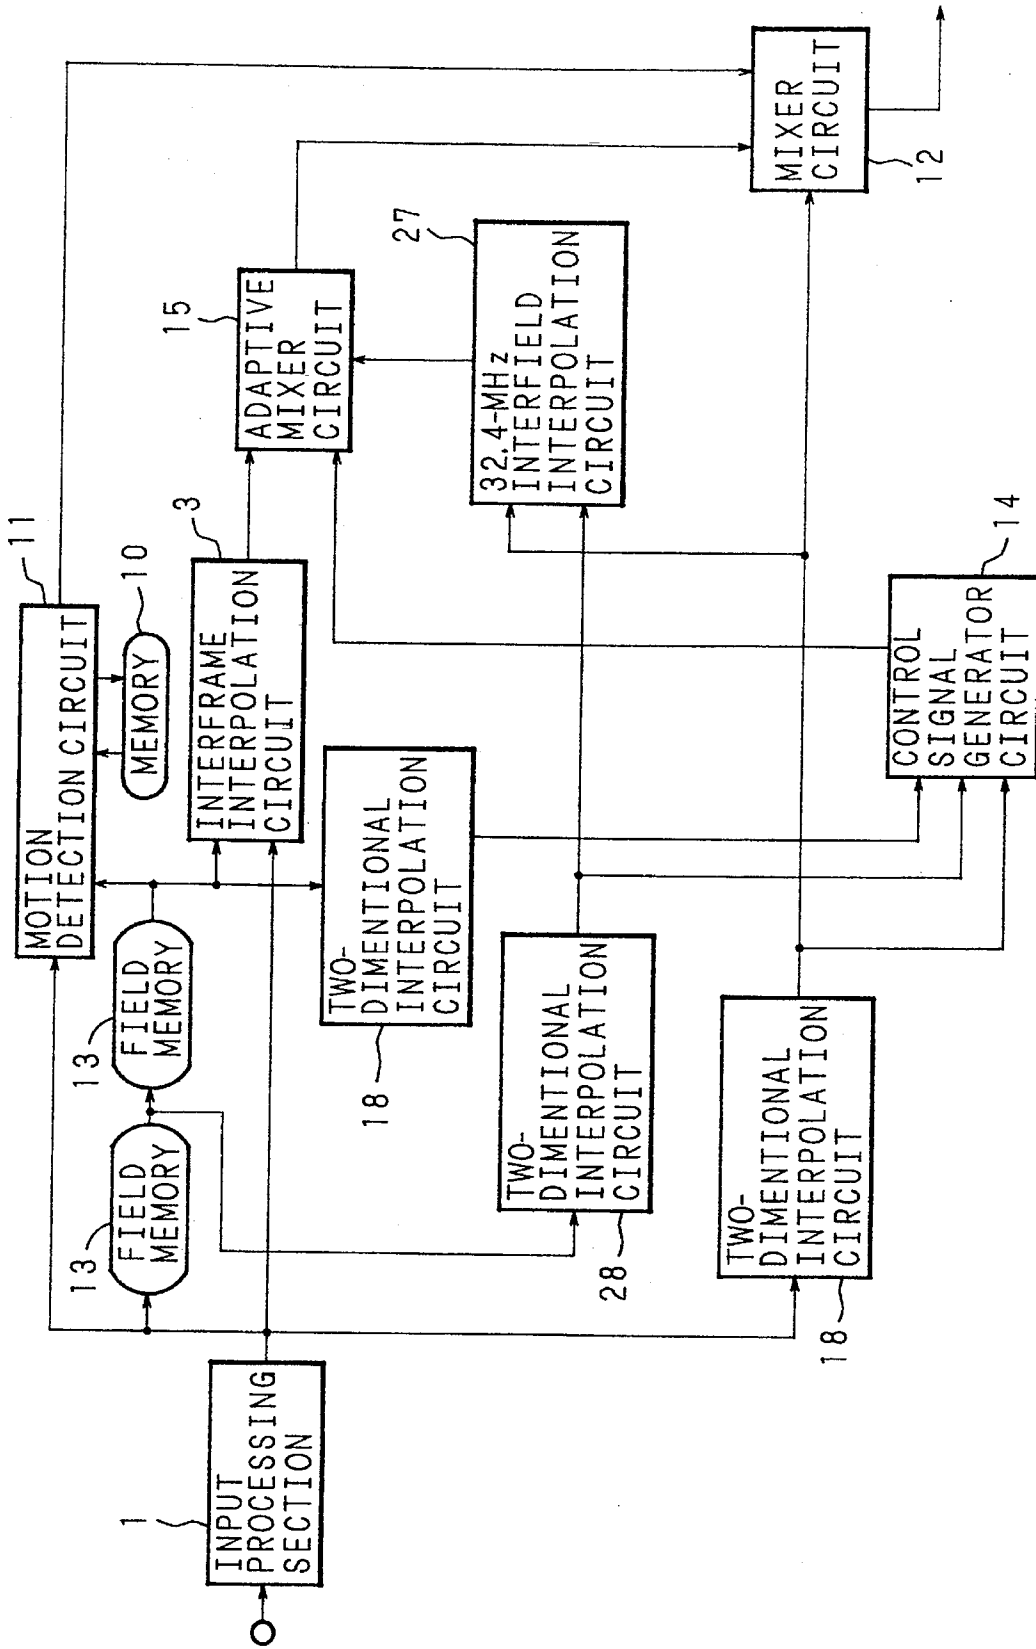 1
INPUT
PROCESSING
SECTION
13
FIELD
MEMORY
13
FIELD
MEMORY
11
MOTION
DETECTION CIRCUIT
10
MEMORY
3
INTERFRAME
INTERPOLATION
CIRCUIT
15
ADAPTIVE
MIXER
CIRCUIT
18
TWO-
DIMENTIONAL
INTERPOLATION
CIRCUIT
28
TWO-
DIMENTIONAL
INTERPOLATION
CIRCUIT
27
32.4-MHz
INTERFIELD
INTERPOLATION
CIRCUIT
18
TWO-
DIMENTIONAL
INTERPOLATION
CIRCUIT
14
CONTROL
SIGNAL
GENERATOR
CIRCUIT
MIXER
CIRCUIT
12